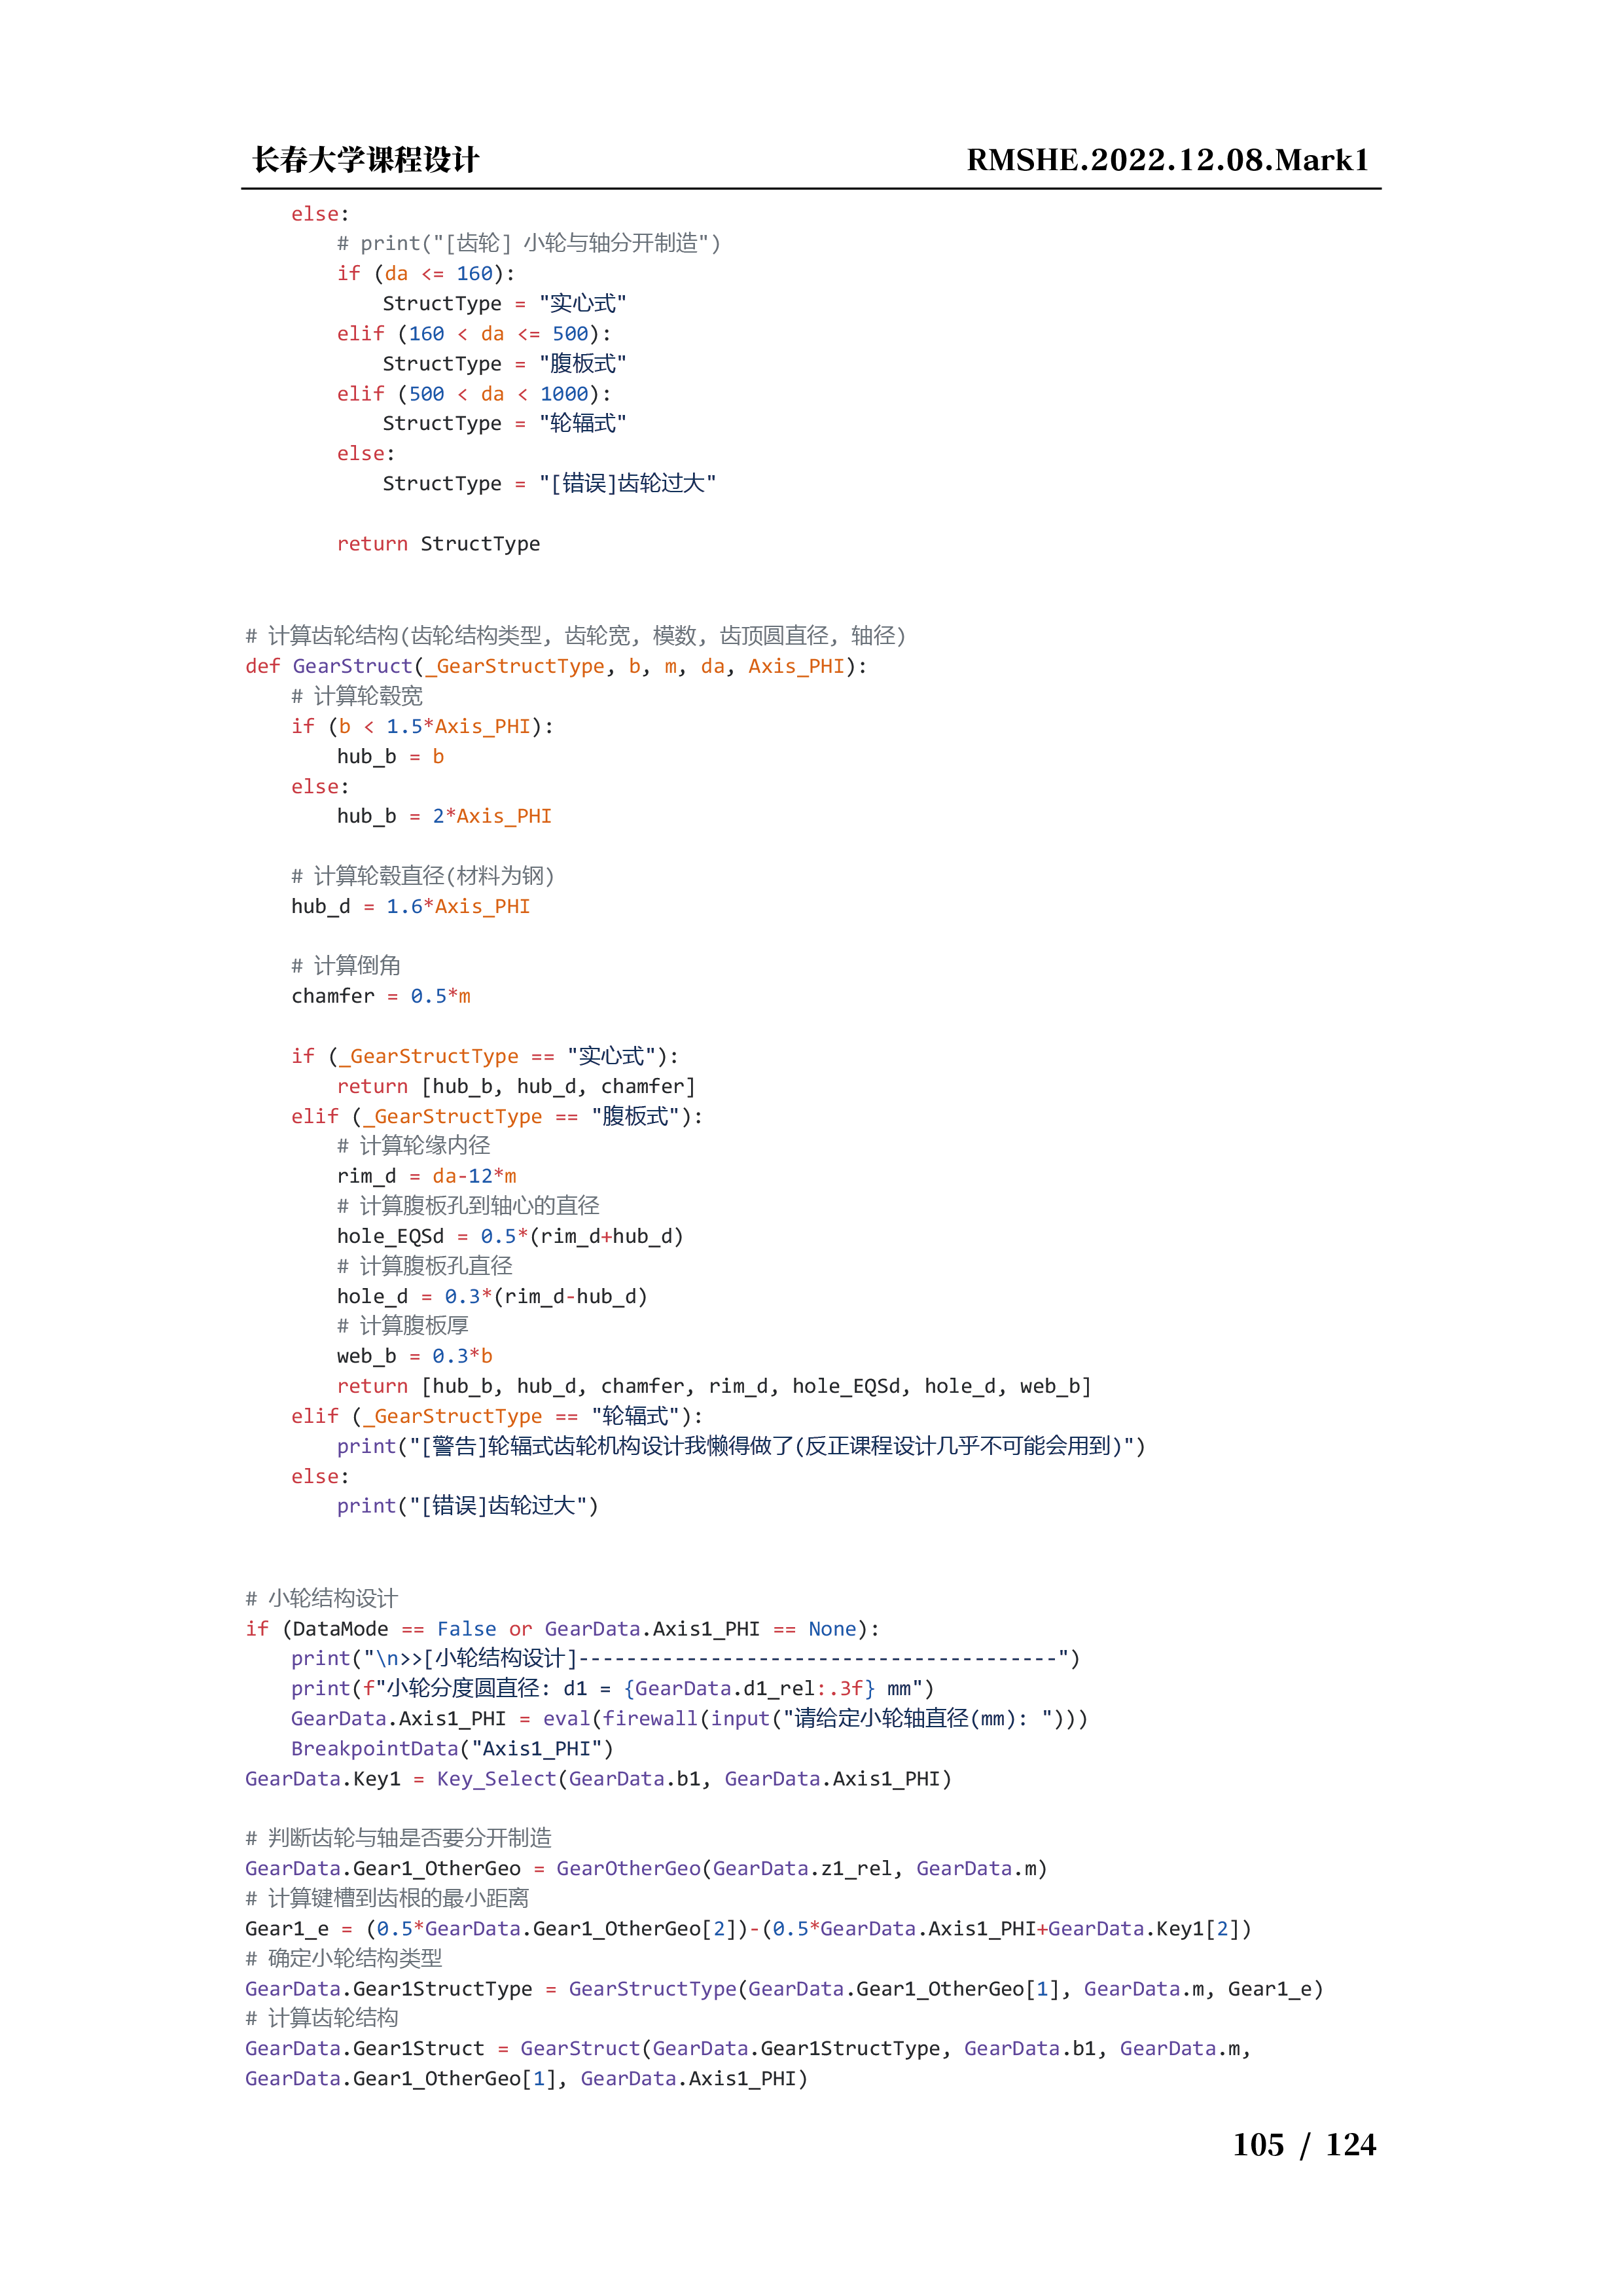 长春大学课程设计 RMSHE.2022.12.08.Mark1
    else:
        # print("[齿轮] 小轮与轴分开制造")
        if (da <= 160):
            StructType = "实心式"
        elif (160 < da <= 500):
            StructType = "腹板式"
        elif (500 < da < 1000):
            StructType = "轮辐式"
        else:
            StructType = "[错误]齿轮过大"

        return StructType


# 计算齿轮结构(齿轮结构类型, 齿轮宽, 模数, 齿顶圆直径, 轴径)
def GearStruct(_GearStructType, b, m, da, Axis_PHI):
    # 计算轮毂宽
    if (b < 1.5*Axis_PHI):
        hub_b = b
    else:
        hub_b = 2*Axis_PHI

    # 计算轮毂直径(材料为钢)
    hub_d = 1.6*Axis_PHI

    # 计算倒角
    chamfer = 0.5*m

    if (_GearStructType == "实心式"):
        return [hub_b, hub_d, chamfer]
    elif (_GearStructType == "腹板式"):
        # 计算轮缘内径
        rim_d = da-12*m
        # 计算腹板孔到轴心的直径
        hole_EQSd = 0.5*(rim_d+hub_d)
        # 计算腹板孔直径
        hole_d = 0.3*(rim_d-hub_d)
        # 计算腹板厚
        web_b = 0.3*b
        return [hub_b, hub_d, chamfer, rim_d, hole_EQSd, hole_d, web_b]
    elif (_GearStructType == "轮辐式"):
        print("[警告]轮辐式齿轮机构设计我懒得做了(反正课程设计几乎不可能会用到)")
    else:
        print("[错误]齿轮过大")


# 小轮结构设计
if (DataMode == False or GearData.Axis1_PHI == None):
    print("\n>>[小轮结构设计]----------------------------------------")
    print(f"小轮分度圆直径: d1 = {GearData.d1_rel:.3f} mm")
    GearData.Axis1_PHI = eval(firewall(input("请给定小轮轴直径(mm): ")))
    BreakpointData("Axis1_PHI")
GearData.Key1 = Key_Select(GearData.b1, GearData.Axis1_PHI)

# 判断齿轮与轴是否要分开制造
GearData.Gear1_OtherGeo = GearOtherGeo(GearData.z1_rel, GearData.m)
# 计算键槽到齿根的最小距离
Gear1_e = (0.5*GearData.Gear1_OtherGeo[2])-(0.5*GearData.Axis1_PHI+GearData.Key1[2])
# 确定小轮结构类型
GearData.Gear1StructType = GearStructType(GearData.Gear1_OtherGeo[1], GearData.m, Gear1_e)
# 计算齿轮结构
GearData.Gear1Struct = GearStruct(GearData.Gear1StructType, GearData.b1, GearData.m,
GearData.Gear1_OtherGeo[1], GearData.Axis1_PHI)
105 / 124